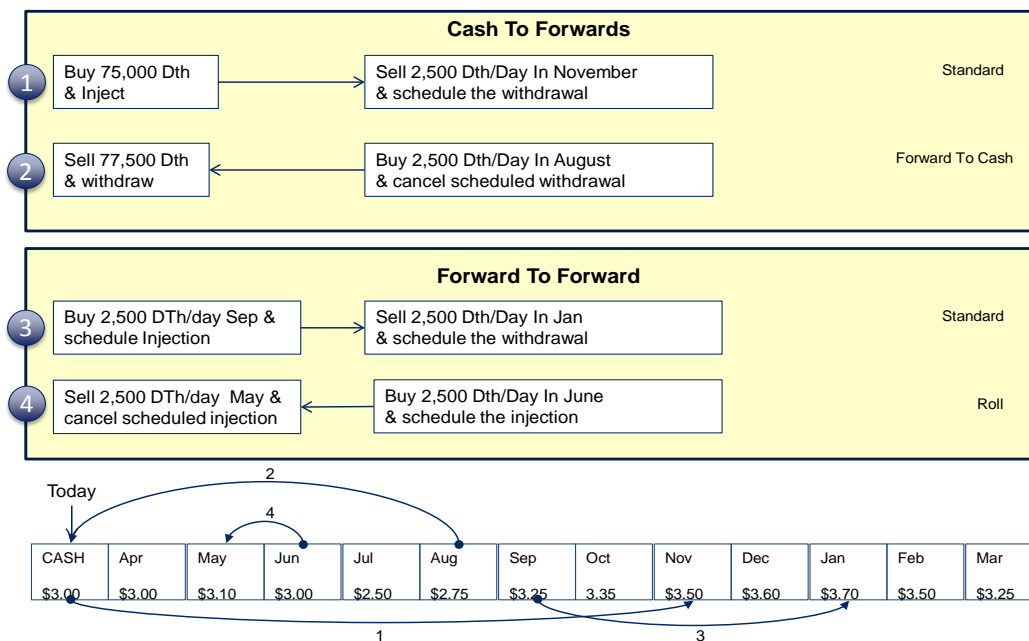 Cash To Forwards
1
Buy 75,000 Dth
& Inject
Sell 2,500 Dth/Day In November
& schedule the withdrawal
Standard
2
Sell 77,500 Dth
& withdraw
Buy 2,500 Dth/Day In August
& cancel scheduled withdrawal
Forward To Cash
Forward To Forward
3
Buy 2,500 DTh/day Sep &
schedule Injection
Sell 2,500 Dth/Day In Jan
& schedule the withdrawal
Standard
4
Sell 2,500 DTh/day May &
cancel scheduled injection
Buy 2,500 Dth/Day In June
& schedule the injection
Roll
2
Today
4
CASH Apr May Jun Jul Aug Sep Oct Nov Dec Jan Feb Mar
$3.00 $3.00 $3.10 $3.00 $2.50 $2.75 $3.25 3.35 $3.50 $3.60 $3.70 $3.50 $3.25
1 3